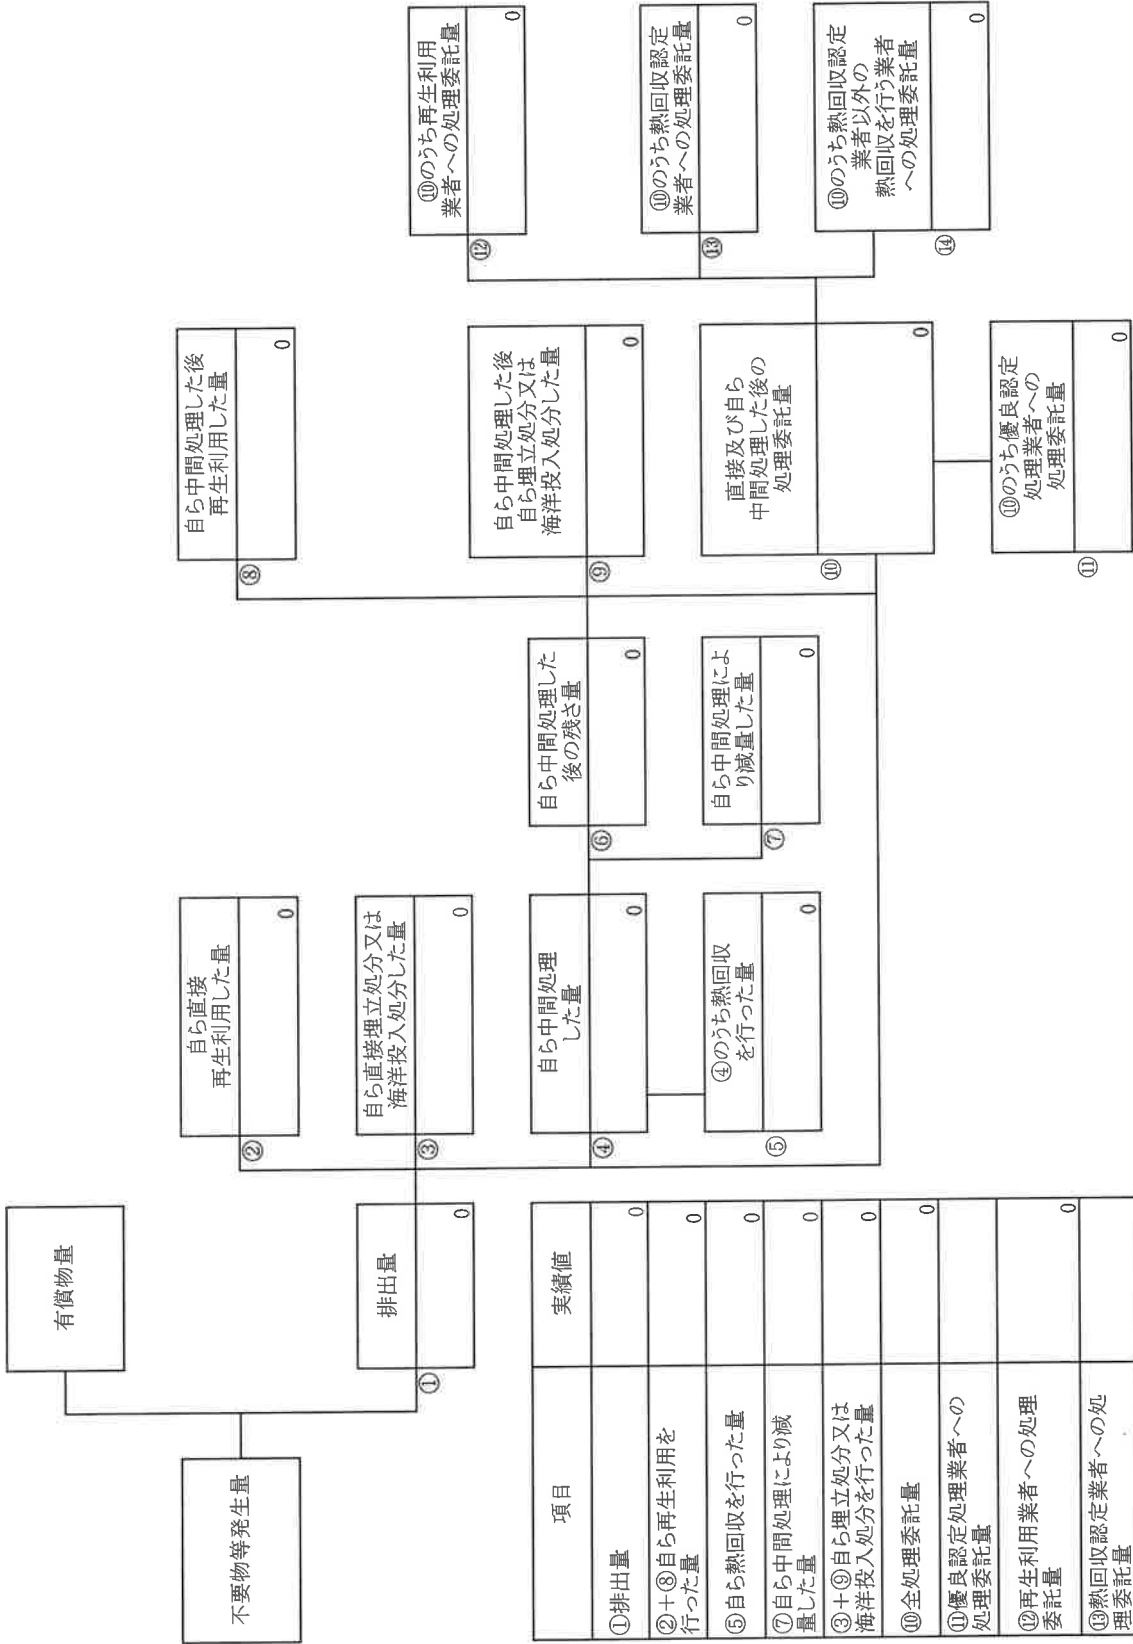 有償物量
不要物等発生量
排出量
①
0
自ら直接
再生利用した量
②
0
自ら直接埋立処分又は
海洋投入処分した量
③
0
自ら中間処理
した量
④
0
④のうち熱回収
を行った量
⑤
0
自ら中間処理した
後の残さ量
⑥
0
自ら中間処理によ
り減量した量
⑦
0
自ら中間処理した後
再生利用した量
⑧
0
自ら中間処理した後
自ら埋立処分又は
海洋投入処分した量
⑨
0
直接及び自ら
中間処理した後の
処理委託量
⑩
0
⑩のうち優良認定
処理業者への
処理委託量
⑪
0
⑩のうち再生利用
業者への処理委託量
⑫
0
⑩のうち熱回収認定
業者への処理委託量
⑬
0
⑩のうち熱回収認定
業者以外の
熱回収を行う業者
への処理委託量
⑭
0
項目 実績値
①排出量 0
②+⑧自ら再生利用を
行った量 0
⑤自ら熱回収を行った量 0
⑦自ら中間処理により減
量した量 0
③+⑨自ら埋立処分又は
海洋投入処分を行った量 0
⑩全処理委託量 0
⑪優良認定処理業者への
処理委託量
⑫再生利用業者への処理
委託量 0
⑬熱回収認定業者への処
理委託量